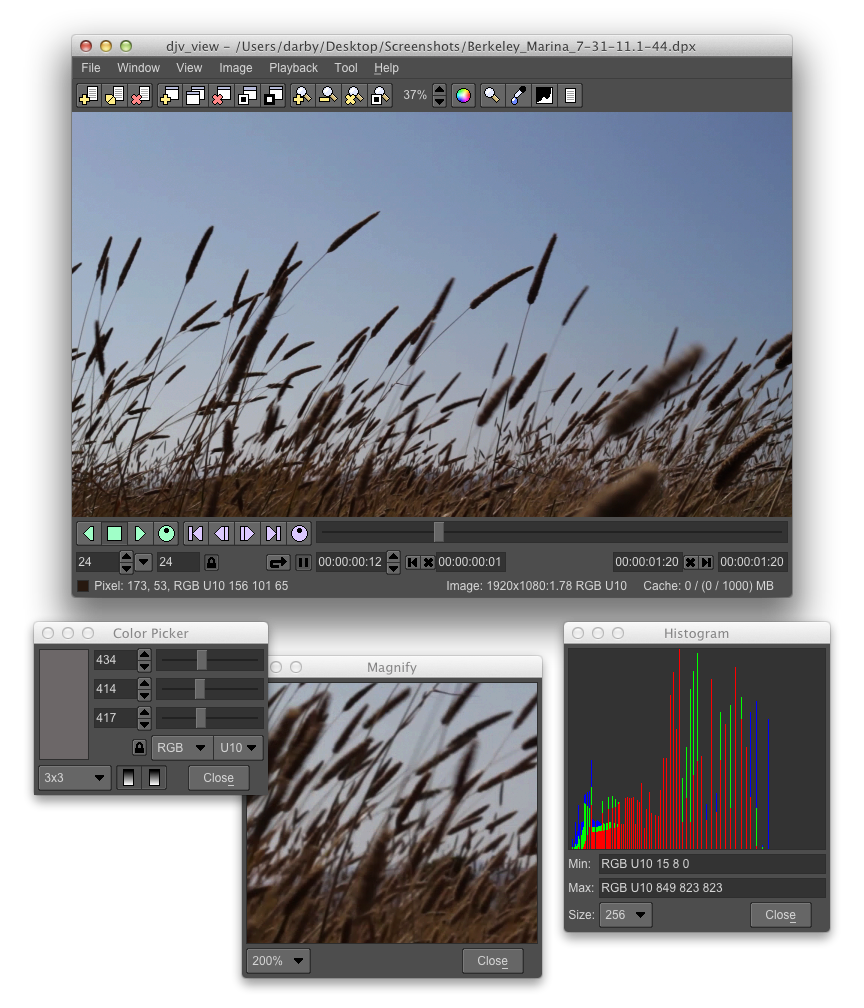 djv_view - /Users/darby/Desktop/Screenshots/Berkeley_Marina_7-31-11.1-44.dpx
File Window View Image Playback Tool Help
37%
24 24 00:00:00:12 00:00:00:01 00:00:01:20 00:00:01:20
Pixel: 173, 53, RGB U10 156 101 65 Image: 1920x1080:1.78 RGB U10 Cache: 0 / (0 / 1000) MB
Color Picker
434
414
417
RGB U10
3x3 Close
Magnify
200% Close
Histogram
Min: RGB U10 15 8 0
Max: RGB U10 849 823 823
Size: 256 Close